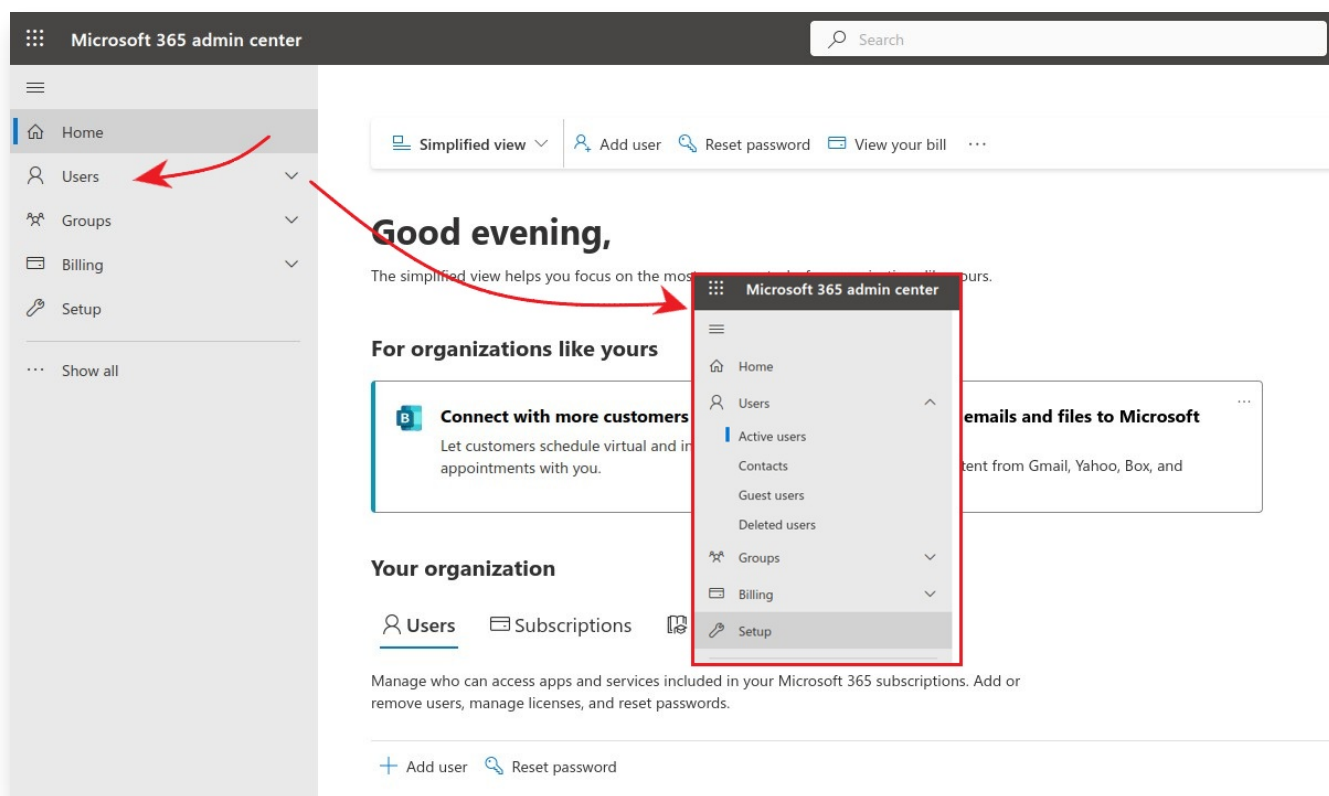 Microsoft 365 admin center
Search
Home
Users
Groups
Billing
Setup
Show all
Simplified view
Add user
Reset password
View your bill
Good evening,
The simplified view helps you focus on the most
ours.
For organizations like yours
Connect with more customers
Let customers schedule virtual and in
appointments with you.
emails and files to Microsoft
tent from Gmail, Yahoo, Box, and
Microsoft 365 admin center
Home
Users
Active users
Contacts
Guest users
Deleted users
Groups
Billing
Setup
Your organization
Users
Subscriptions
Manage who can access apps and services included in your Microsoft 365 subscriptions. Add or
remove users, manage licenses, and reset passwords.
Add user
Reset password